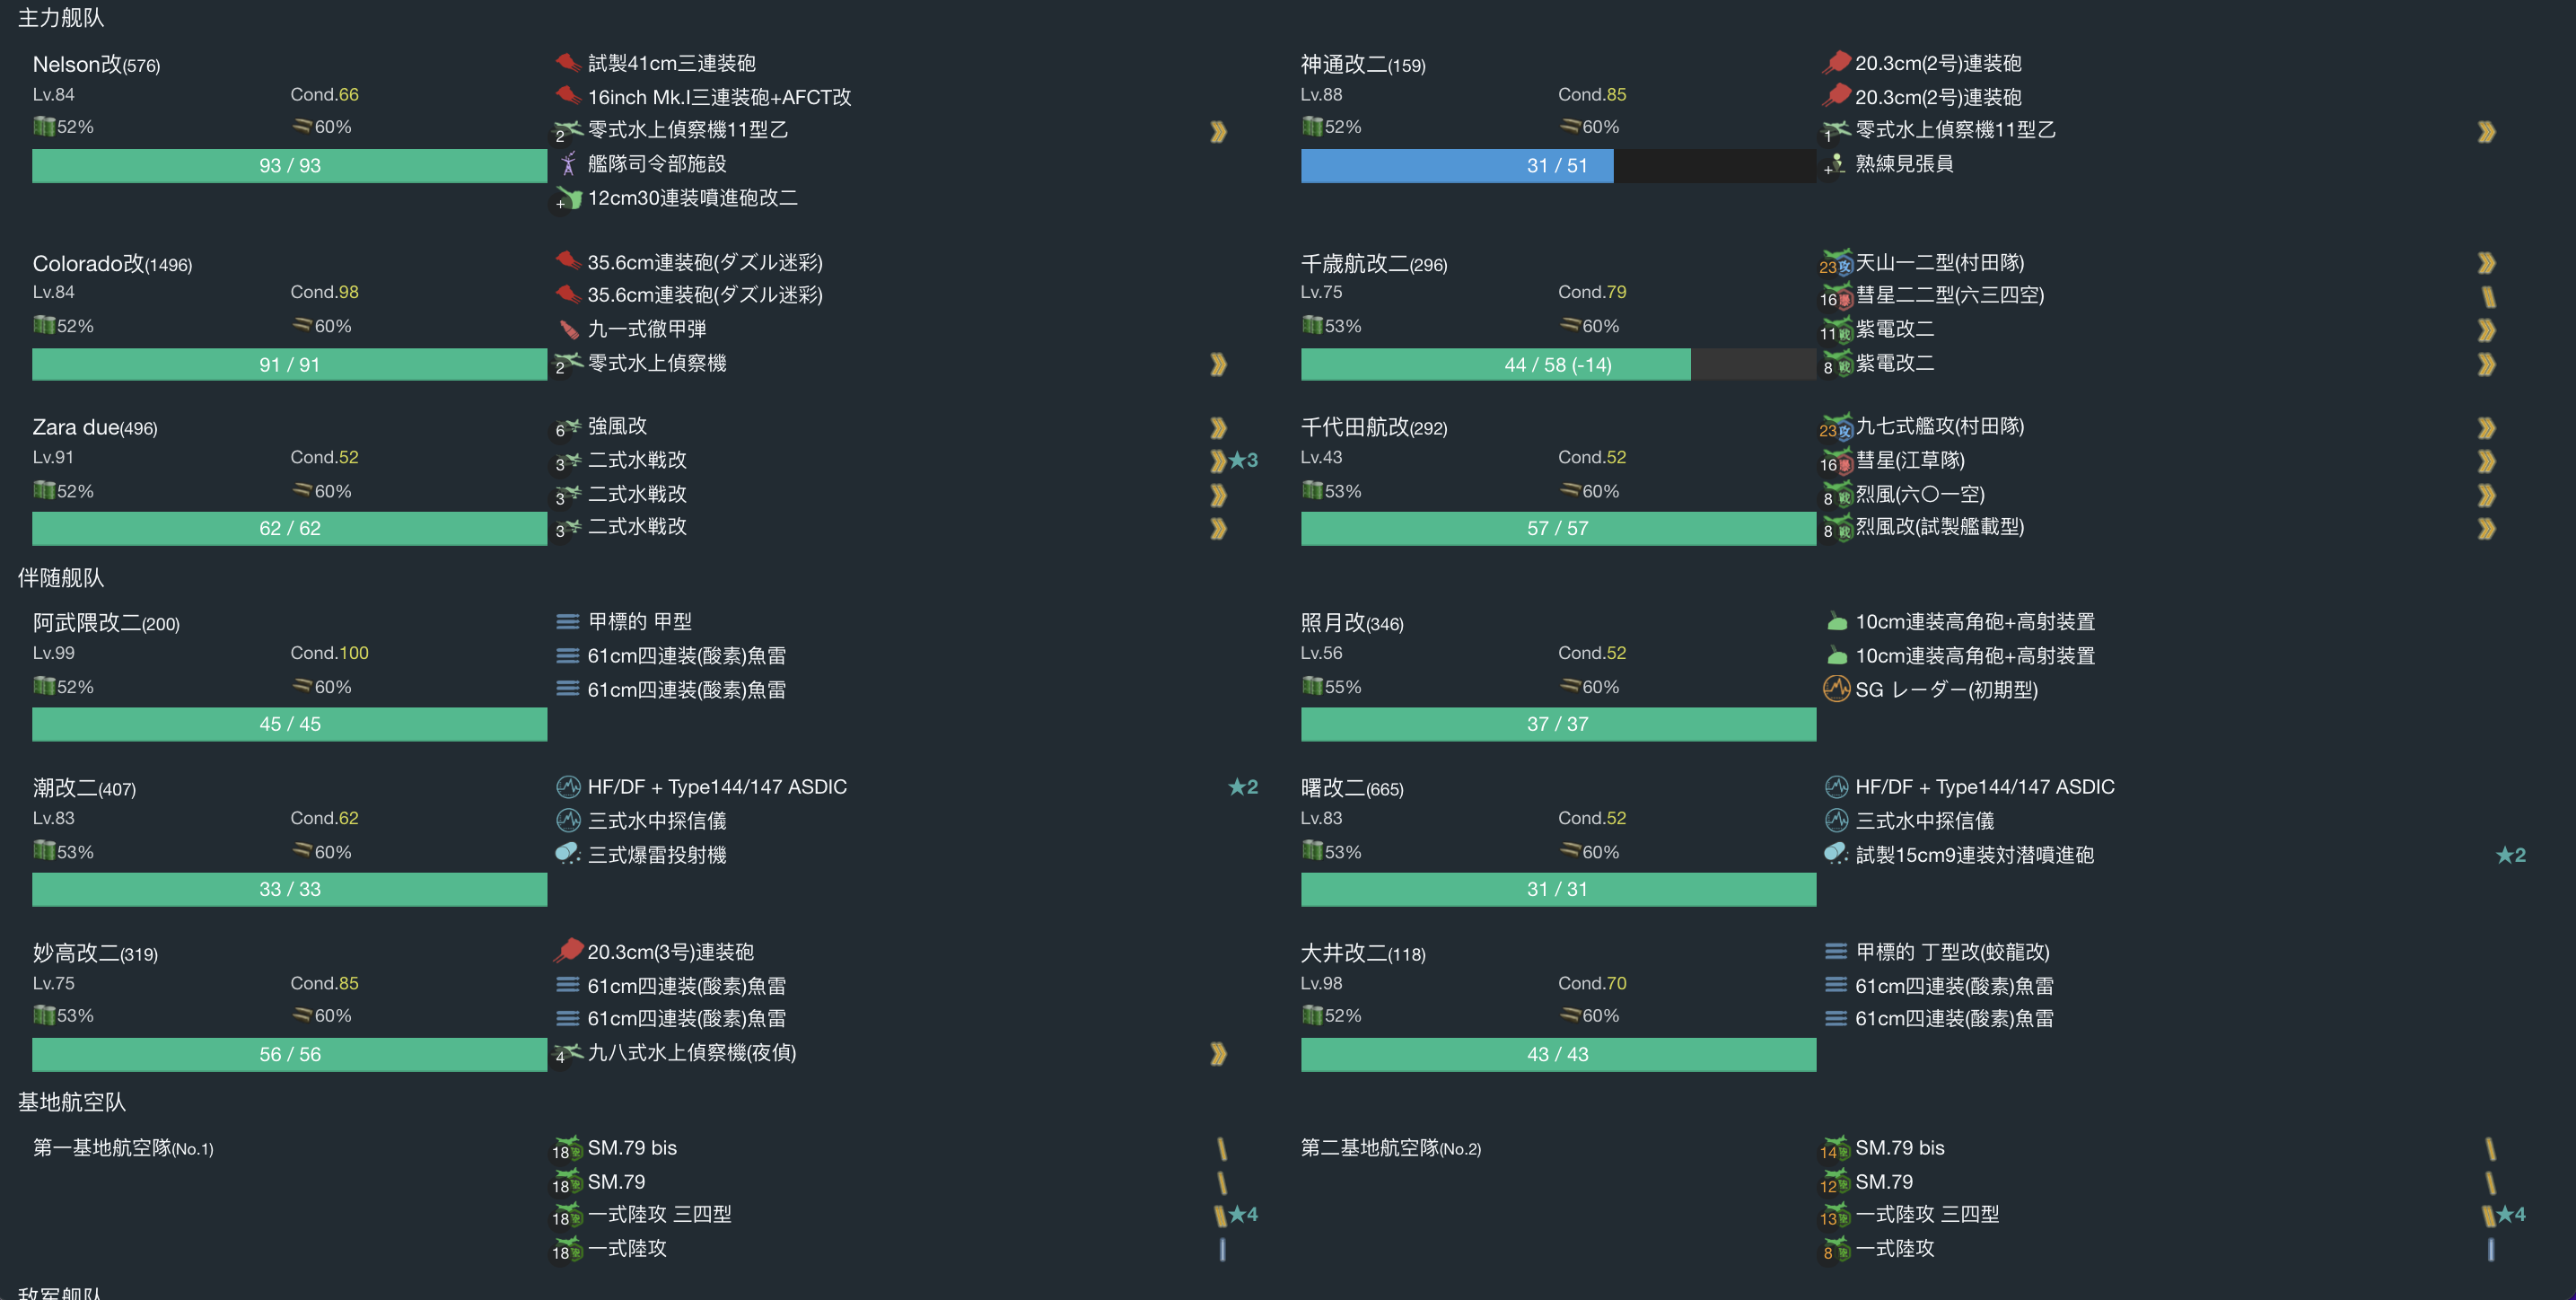 主力舰队
Nelson改(576)
Lv.84 Cond.66
52% 60%
93 / 93
試製41cm三連装砲
16inch Mk.I三連装砲+AFCT改
2 零式水上偵察機11型乙
艦隊司令部施設
+ 12cm30連装噴進砲改二
神通改二(159)
Lv.88 Cond.85
52% 60%
31 / 51
20.3cm(2号)連装砲
20.3cm(2号)連装砲
1 零式水上偵察機11型乙
+ 熟練見張員
Colorado改(1496)
Lv.84 Cond.98
52% 60%
91 / 91
35.6cm連装砲(ダズル迷彩)
35.6cm連装砲(ダズル迷彩)
九一式徹甲弾
2 零式水上偵察機
千歳航改二(296)
Lv.75 Cond.79
53% 60%
44 / 58 (-14)
23 攻 天山一二型(村田隊)
16 爆 彗星二二型(六三四空)
11 戦 紫電改二
8 戦 紫電改二
Zara due(496)
Lv.91 Cond.52
52% 60%
62 / 62
6 強風改
3 二式水戦改 ★3
3 二式水戦改
3 二式水戦改
千代田航改(292)
Lv.43 Cond.52
53% 60%
57 / 57
23 攻 九七式艦攻(村田隊)
16 爆 彗星(江草隊)
8 戦 烈風(六〇一空)
8 戦 烈風改(試製艦載型)
伴随舰队
阿武隈改二(200)
Lv.99 Cond.100
52% 60%
45 / 45
甲標的 甲型
61cm四連装(酸素)魚雷
61cm四連装(酸素)魚雷
照月改(346)
Lv.56 Cond.52
55% 60%
37 / 37
10cm連装高角砲+高射装置
10cm連装高角砲+高射装置
SG レーダー(初期型)
潮改二(407)
Lv.83 Cond.62
53% 60%
33 / 33
HF/DF + Type144/147 ASDIC ★2
三式水中探信儀
三式爆雷投射機
曙改二(665)
Lv.83 Cond.52
53% 60%
31 / 31
HF/DF + Type144/147 ASDIC
三式水中探信儀
試製15cm9連装対潜噴進砲 ★2
妙高改二(319)
Lv.75 Cond.85
53% 60%
56 / 56
20.3cm(3号)連装砲
61cm四連装(酸素)魚雷
61cm四連装(酸素)魚雷
4 九八式水上偵察機(夜偵)
大井改二(118)
Lv.98 Cond.70
52% 60%
43 / 43
甲標的 丁型改(蛟龍改)
61cm四連装(酸素)魚雷
61cm四連装(酸素)魚雷
基地航空队
第一基地航空隊(No.1)
18 陸 SM.79 bis
18 陸 SM.79
18 陸 一式陸攻 三四型 ★4
18 陸 一式陸攻
第二基地航空隊(No.2)
14 陸 SM.79 bis
12 陸 SM.79
13 陸 一式陸攻 三四型 ★4
8 陸 一式陸攻
敌军舰队